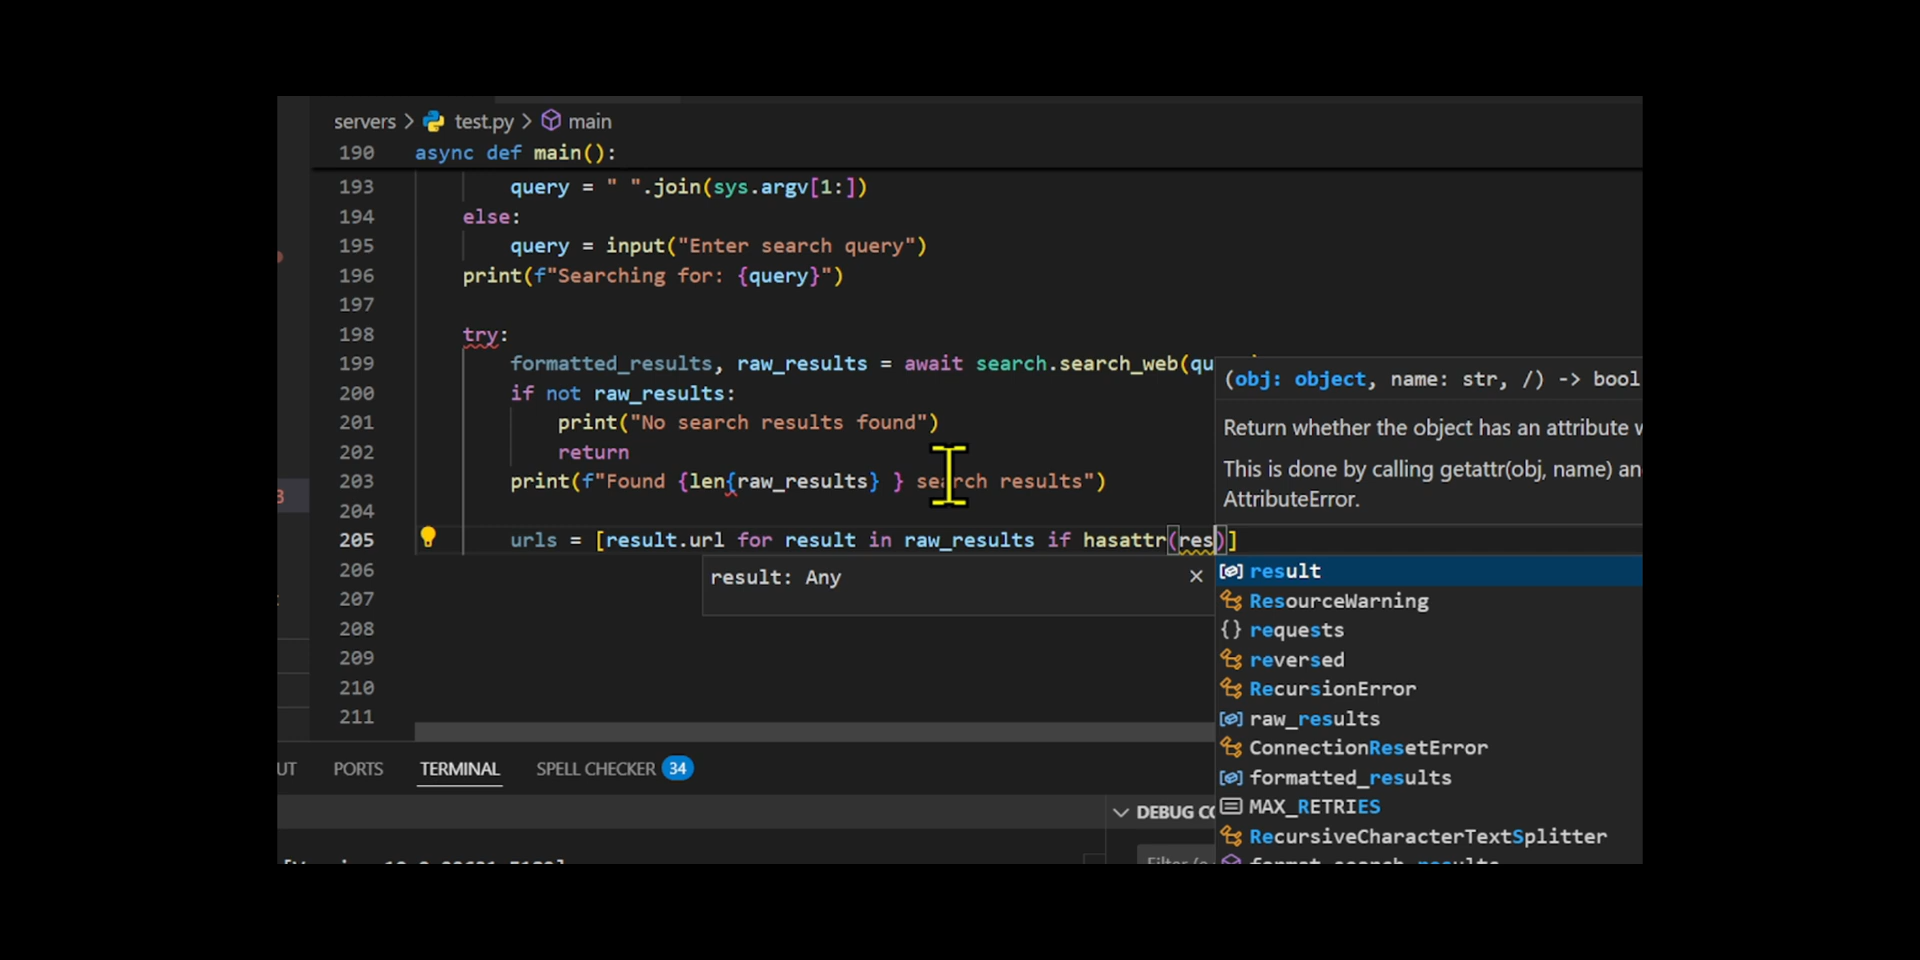 servers > test.py > main
190 async def main():
193 query = " ".join(sys.argv[1:])
194 else:
195 query = input("Enter search query")
196 print(f"Searching for: {query}")
197
198 try:
199 formatted_results, raw_results = await search.search_web(qu
200 if not raw_results:
201 print("No search results found")
202 return
203 print(f"Found {len{raw_results} } search results")
204
205 urls = [result.url for result in raw_results if hasattr(res)]
206
207
208
209
210
211
(obj: object, name: str, /) -> bool
Return whether the object has an attribute
This is done by calling getattr(obj, name) an
AttributeError.
result: Any
result
ResourceWarning
requests
reversed
RecursionError
raw_results
ConnectionResetError
formatted_results
MAX_RETRIES
RecursiveCharacterTextSplitter
format_search_results
UT PORTS TERMINAL SPELL CHECKER 34
DEBUG CO